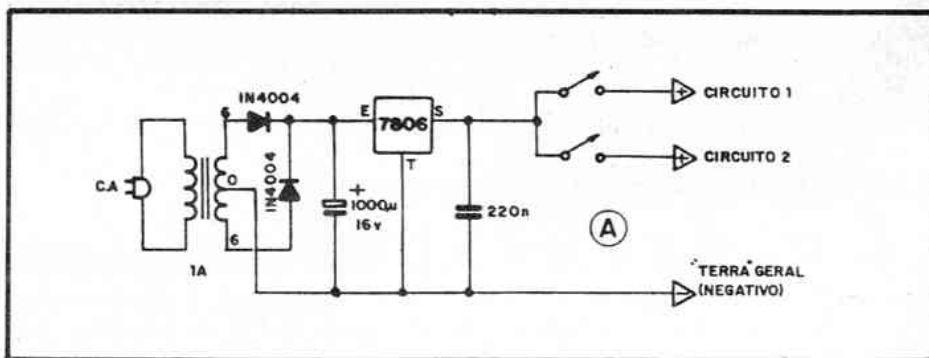 1N4004
6
E
7806
S
CIRCUITO 1
T
C.A
0
1N4004
+
1000µ
16v
220n
CIRCUITO 2
A
6
1A
"TERRA" GERAL
(NEGATIVO)